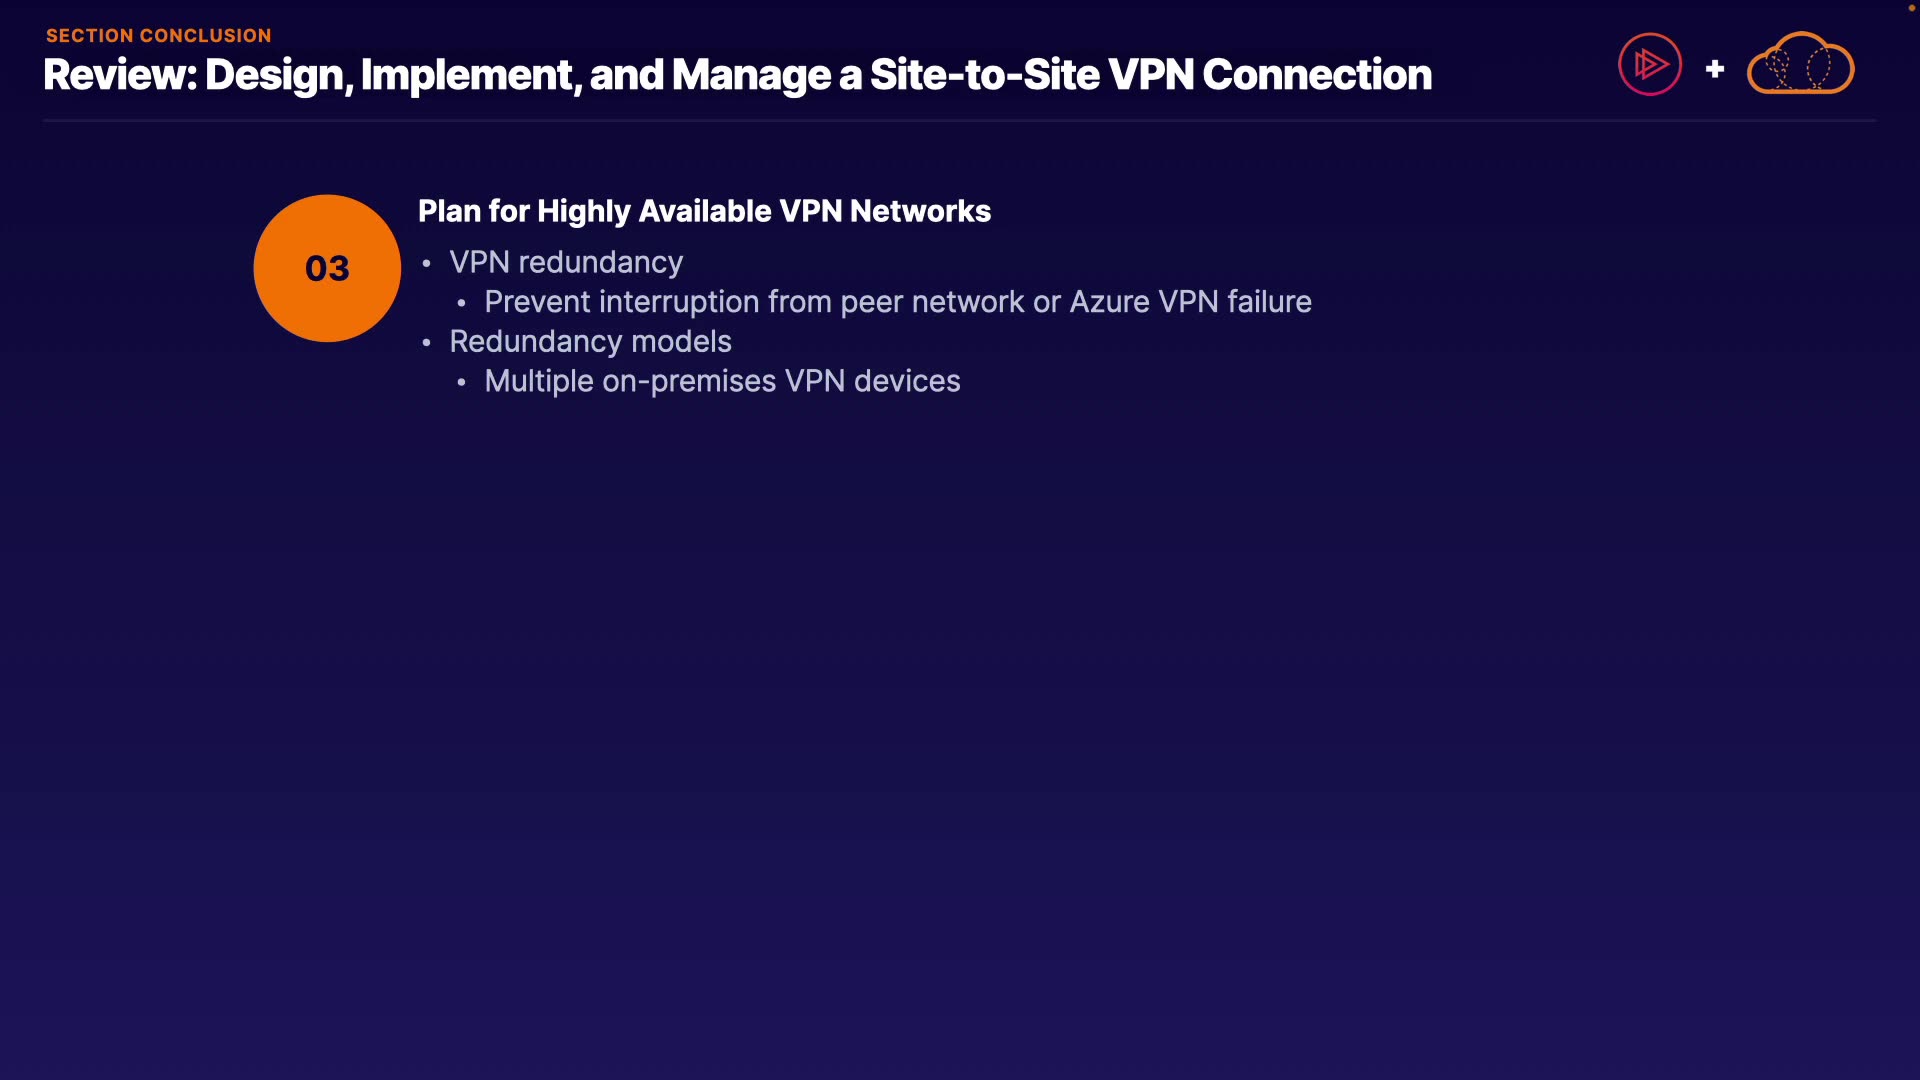 SECTION CONCLUSION
Review: Design, Implement, and Manage a Site-to-Site VPN Connection
+
03
Plan for Highly Available VPN Networks
• VPN redundancy
• Prevent interruption from peer network or Azure VPN failure
• Redundancy models
• Multiple on-premises VPN devices